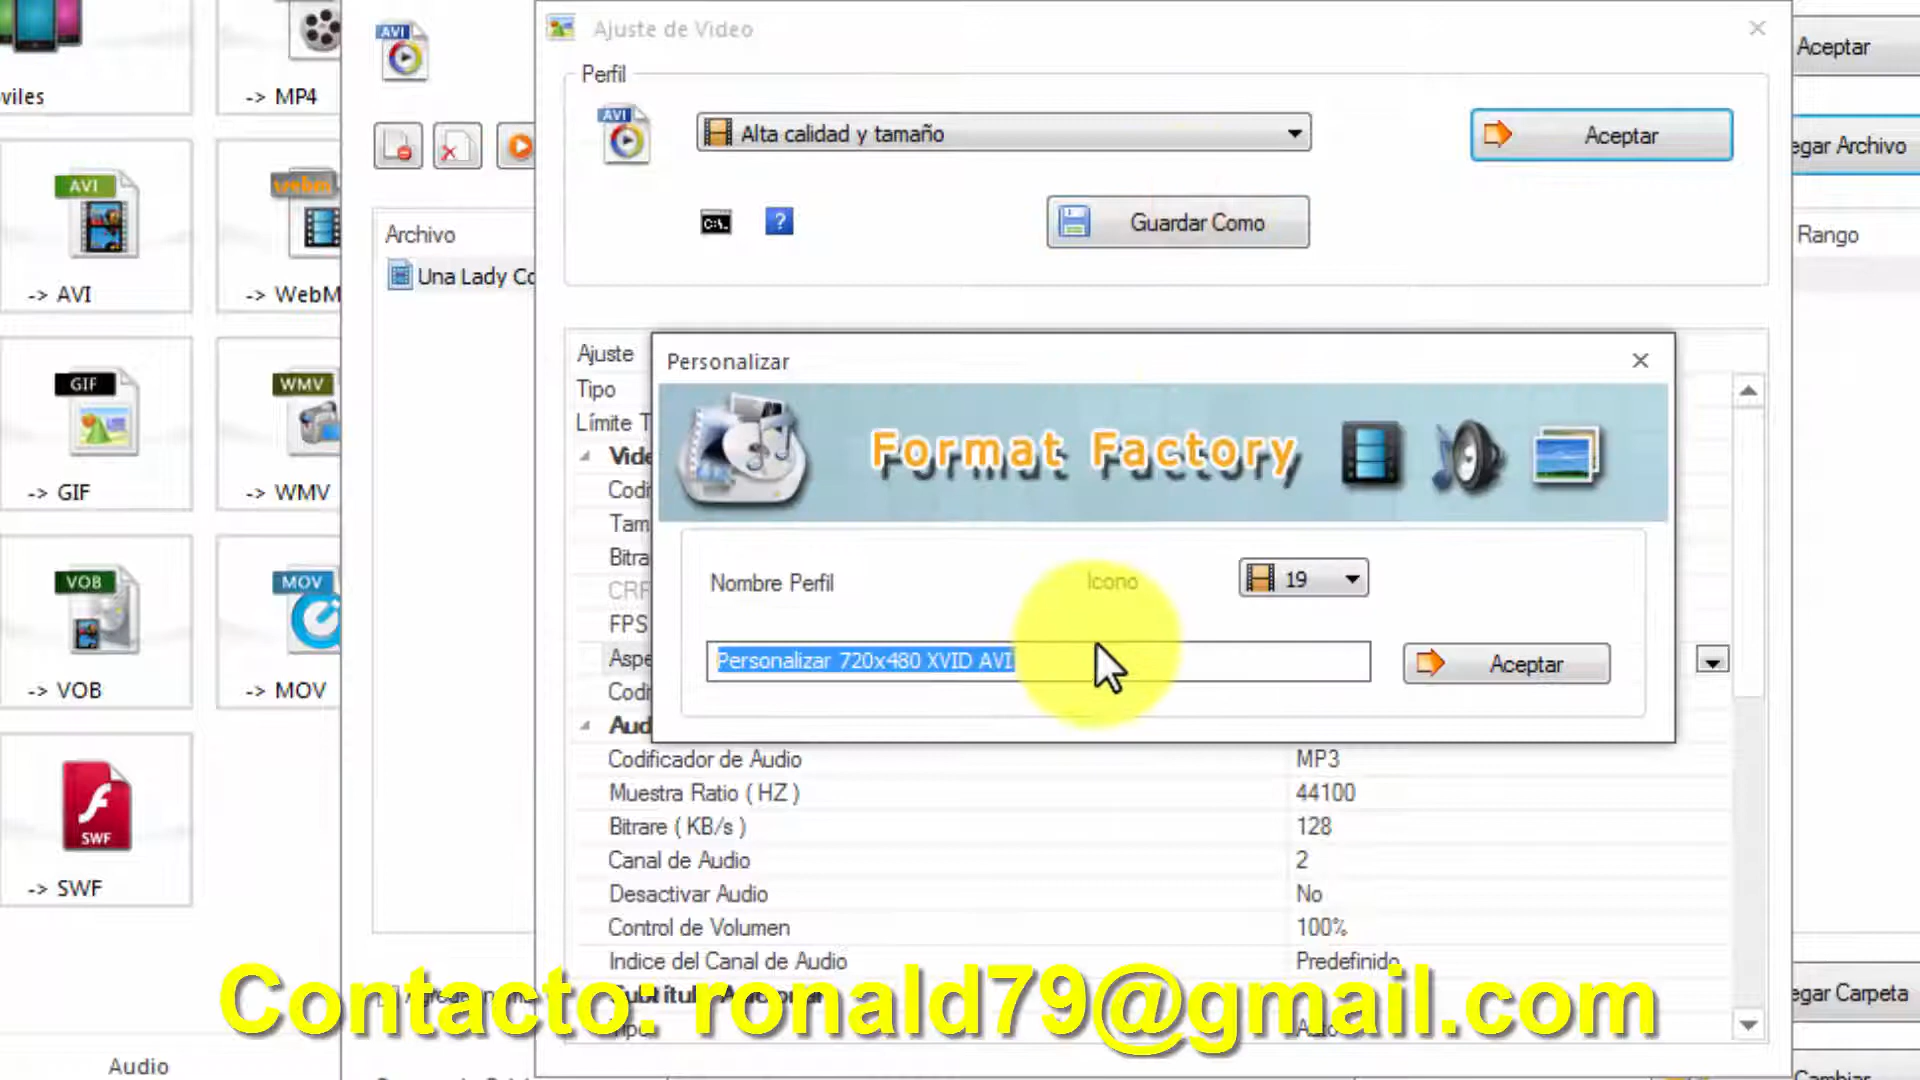 viles
-> MP4
AVI
-> AVI
webm
-> WebM
GIF
-> GIF
WMV
-> WMV
VOB
-> VOB
MOV
-> MOV
SWF
-> SWF
Audio
AVI
Archivo
Una Lady Co
Ajuste de Video
Perfil
AVI
Alta calidad y tamaño
Aceptar
C:\.
?
Guardar Como
Aceptar
egar Archivo
Rango
Ajuste
Tipo
Límite T
Vide
Codi
Tam
Bitra
CRF
FPS
Aspe
Codi
Aud
Personalizar
Format Factory
Nombre Perfil
Icono
19
Personalizar 720x480 XVID AVI
Aceptar
Codificador de Audio MP3
Muestra Ratio ( HZ ) 44100
Bitrare ( KB/s ) 128
Canal de Audio 2
Desactivar Audio No
Control de Volumen 100%
Indice del Canal de Audio Predefinido
Contacto: ronald79@gmail.com
egar Carpeta
Cambiar